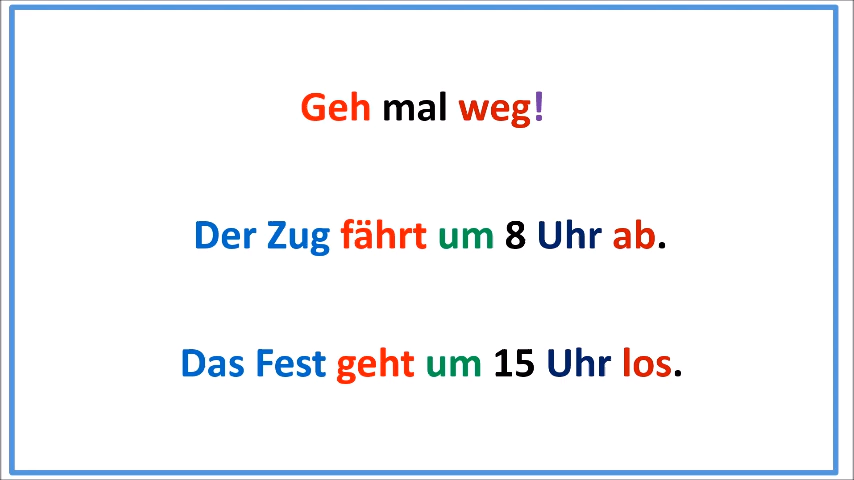 Geh mal weg!
Der Zug fährt um 8 Uhr ab.
Das Fest geht um 15 Uhr los.